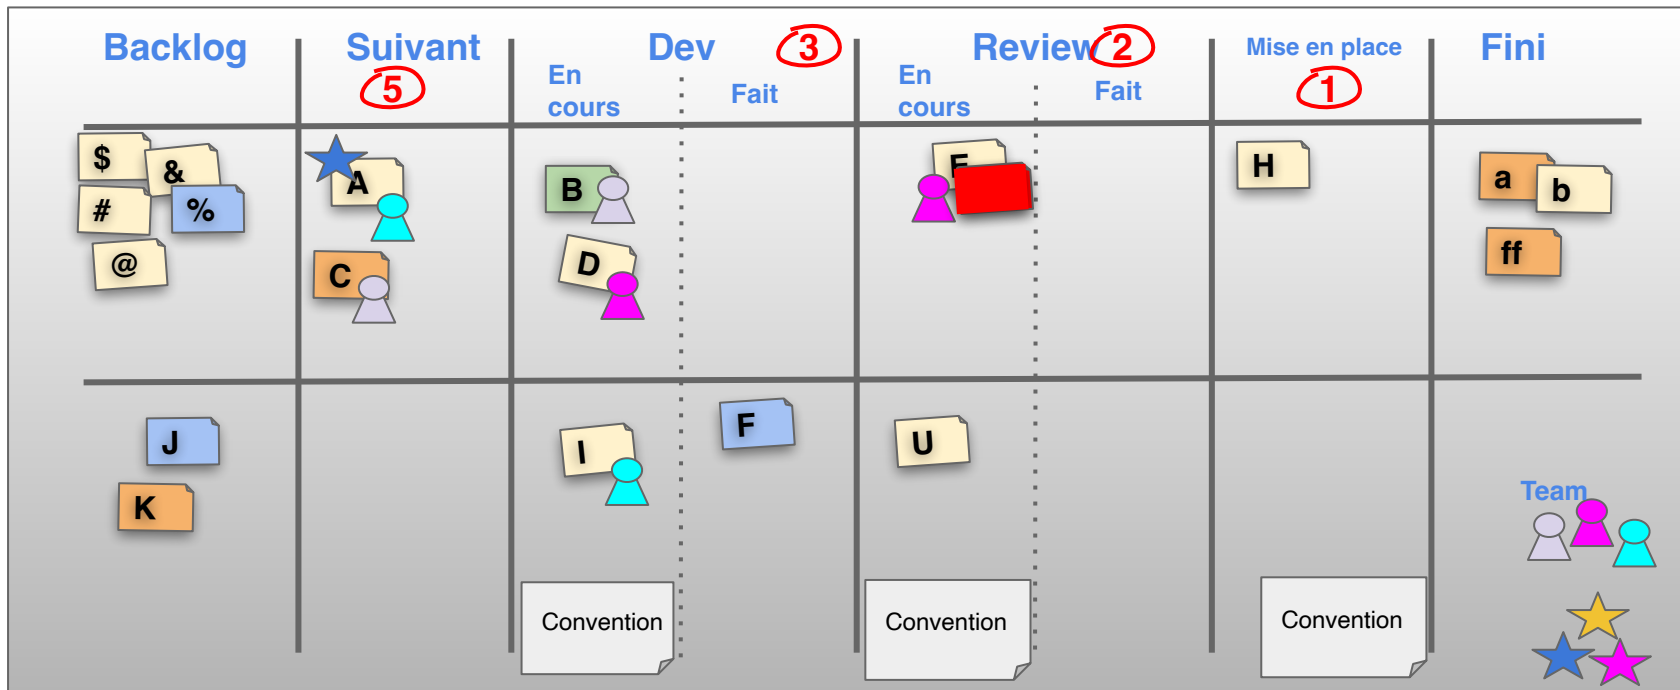 Backlog
Suivant
5
Dev
3
En
cours
Fait
Review
2
En
cours
Fait
Mise en place
1
Fini
$
&
#
%
@
A
C
B
D
E
H
a
b
ff
J
K
I
F
U
Team
Convention
Convention
Convention